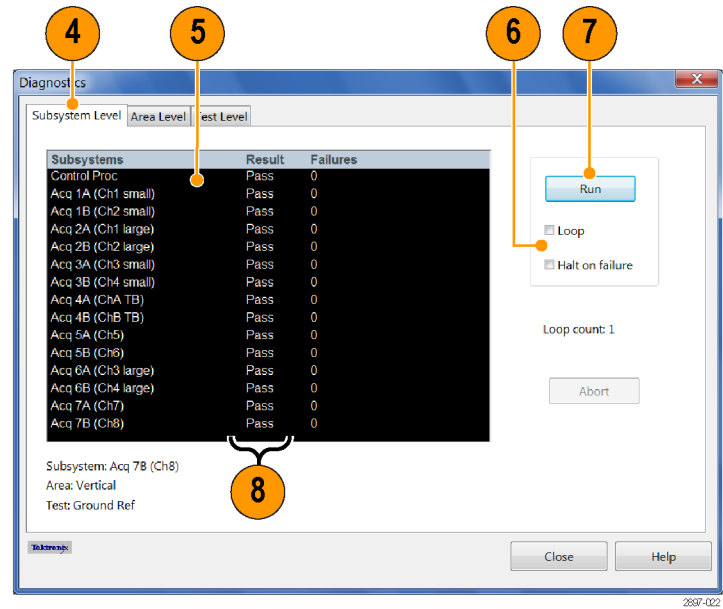 4 5 6 7
Diagnostics
Subsystem Level Area Level Test Level
Subsystems Result Failures
Control Proc Pass 0
Acq 1A (Ch1 small) Pass 0
Acq 1B (Ch2 small) Pass 0
Acq 2A (Ch1 large) Pass 0
Acq 2B (Ch2 large) Pass 0
Acq 3A (Ch3 small) Pass 0
Acq 3B (Ch4 small) Pass 0
Acq 4A (ChA TB) Pass 0
Acq 4B (ChB TB) Pass 0
Acq 5A (Ch5) Pass 0
Acq 5B (Ch6) Pass 0
Acq 6A (Ch3 large) Pass 0
Acq 6B (Ch4 large) Pass 0
Acq 7A (Ch7) Pass 0
Acq 7B (Ch8) Pass 0
Run
Loop
Halt on failure
Loop count: 1
Abort
8
Subsystem: Acq 7B (Ch8)
Area: Vertical
Test: Ground Ref
Tektronix
Close Help
2897-022